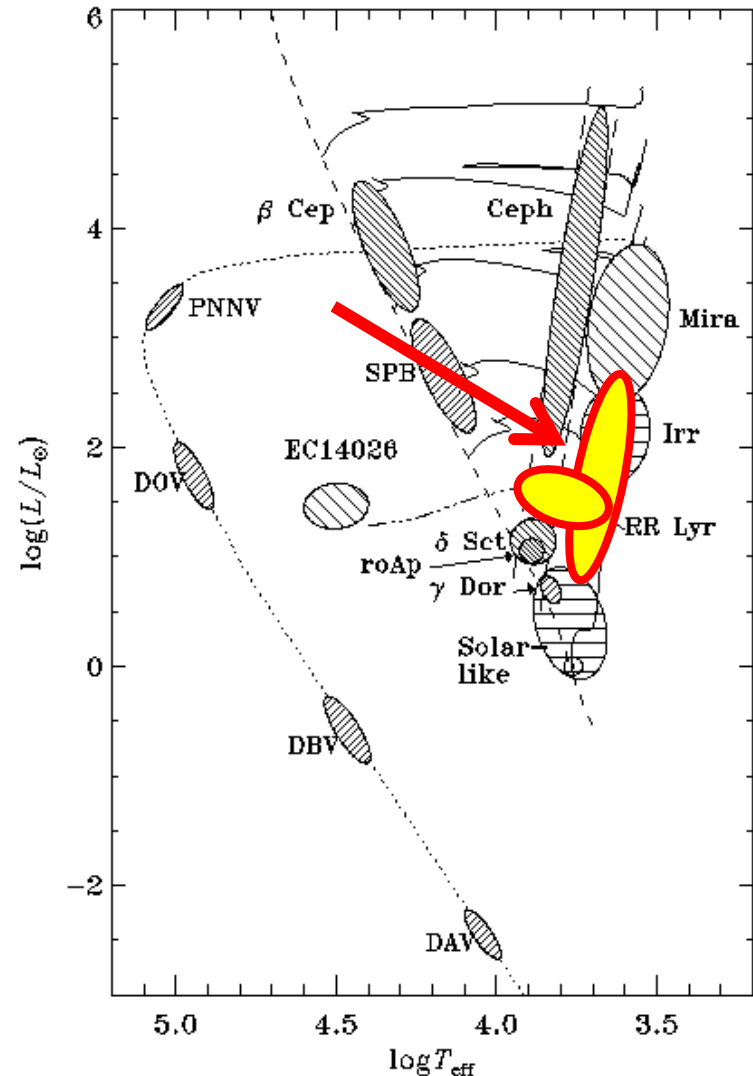 6
β Cep
Ceph
4
PNNV
Mira
SPB
2
Irr
EC14026
DOV
log(L/L⊙)
δ Sct
RR Lyr
roAp
γ Dor
Solar-
like
0
DBV
−2
DAV
5.0 4.5 4.0 3.5
log T eff